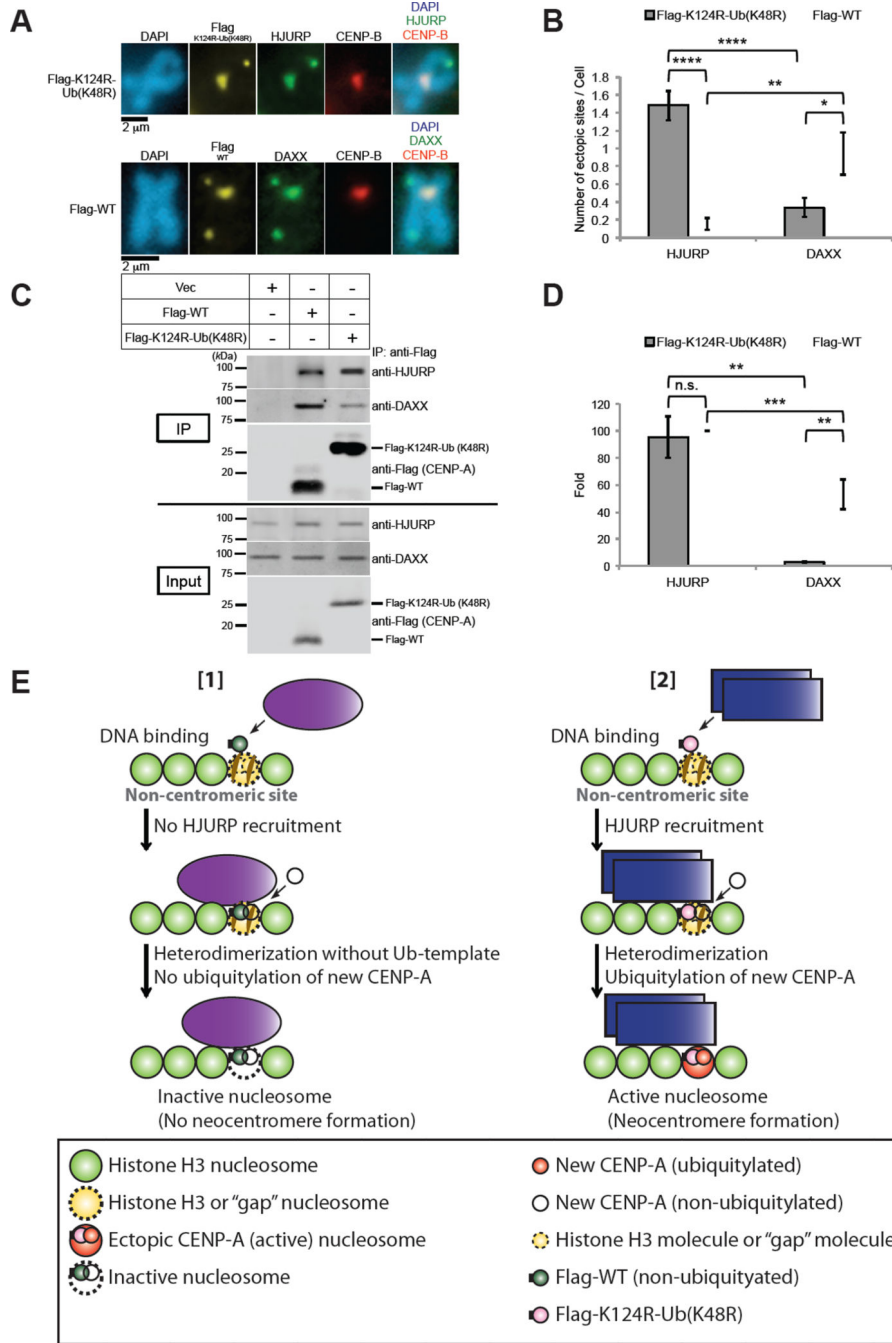 A
DAPI
Flag
K124R-Ub(K48R)
HJURP
CENP-B
DAPI
HJURP
CENP-B
Flag-K124R-
Ub(K48R)
2 μm
DAPI
Flag
WT
DAXX
CENP-B
DAPI
DAXX
CENP-B
Flag-WT
2 μm
B
Flag-K124R-Ub(K48R) Flag-WT
****
****
**
*
Number of ectopic sites / Cell
1.8
1.6
1.4
1.2
1
0.8
0.6
0.4
0.2
0
HJURP DAXX
C
Vec + - -
Flag-WT - + -
Flag-K124R-Ub(K48R) - - +
(kDa)
IP: anti-Flag
100
75
anti-HJURP
100
75
anti-DAXX
IP
25
20
Flag-K124R-Ub (K48R)
anti-Flag (CENP-A)
Flag-WT
100
75
anti-HJURP
100
75
anti-DAXX
Input
25
20
Flag-K124R-Ub (K48R)
anti-Flag (CENP-A)
Flag-WT
D
Flag-K124R-Ub(K48R) Flag-WT
**
n.s.
***
**
Fold
120
100
80
60
40
20
0
HJURP DAXX
E
[1]
DNA binding
Non-centromeric site
No HJURP recruitment
Heterodimerization without Ub-template
No ubiquitylation of new CENP-A
Inactive nucleosome
(No neocentromere formation)
[2]
DNA binding
Non-centromeric site
HJURP recruitment
Heterodimerization
Ubiquitylation of new CENP-A
Active nucleosome
(Neocentromere formation)
Histone H3 nucleosome
Histone H3 or "gap" nucleosome
Ectopic CENP-A (active) nucleosome
Inactive nucleosome
New CENP-A (ubiquitylated)
New CENP-A (non-ubiquitylated)
Histone H3 molecule or "gap" molecule
Flag-WT (non-ubiquityated)
Flag-K124R-Ub(K48R)